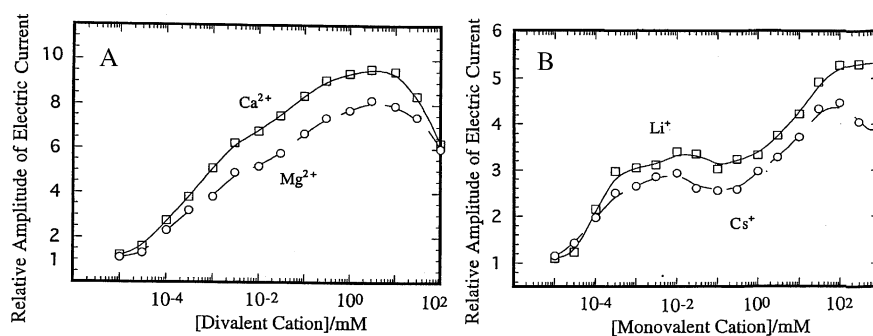 A
Relative Amplitude of Electric Current
10
8
6
4
2
1
Ca²⁺
Mg²⁺
10⁻⁴ 10⁻² 10⁰ 10²
[Divalent Cation]/mM
B
Relative Amplitude of Electric Current
6
5
4
3
2
1
Li⁺
Cs⁺
10⁻⁴ 10⁻² 10⁰ 10²
[Monovalent Cation]/mM